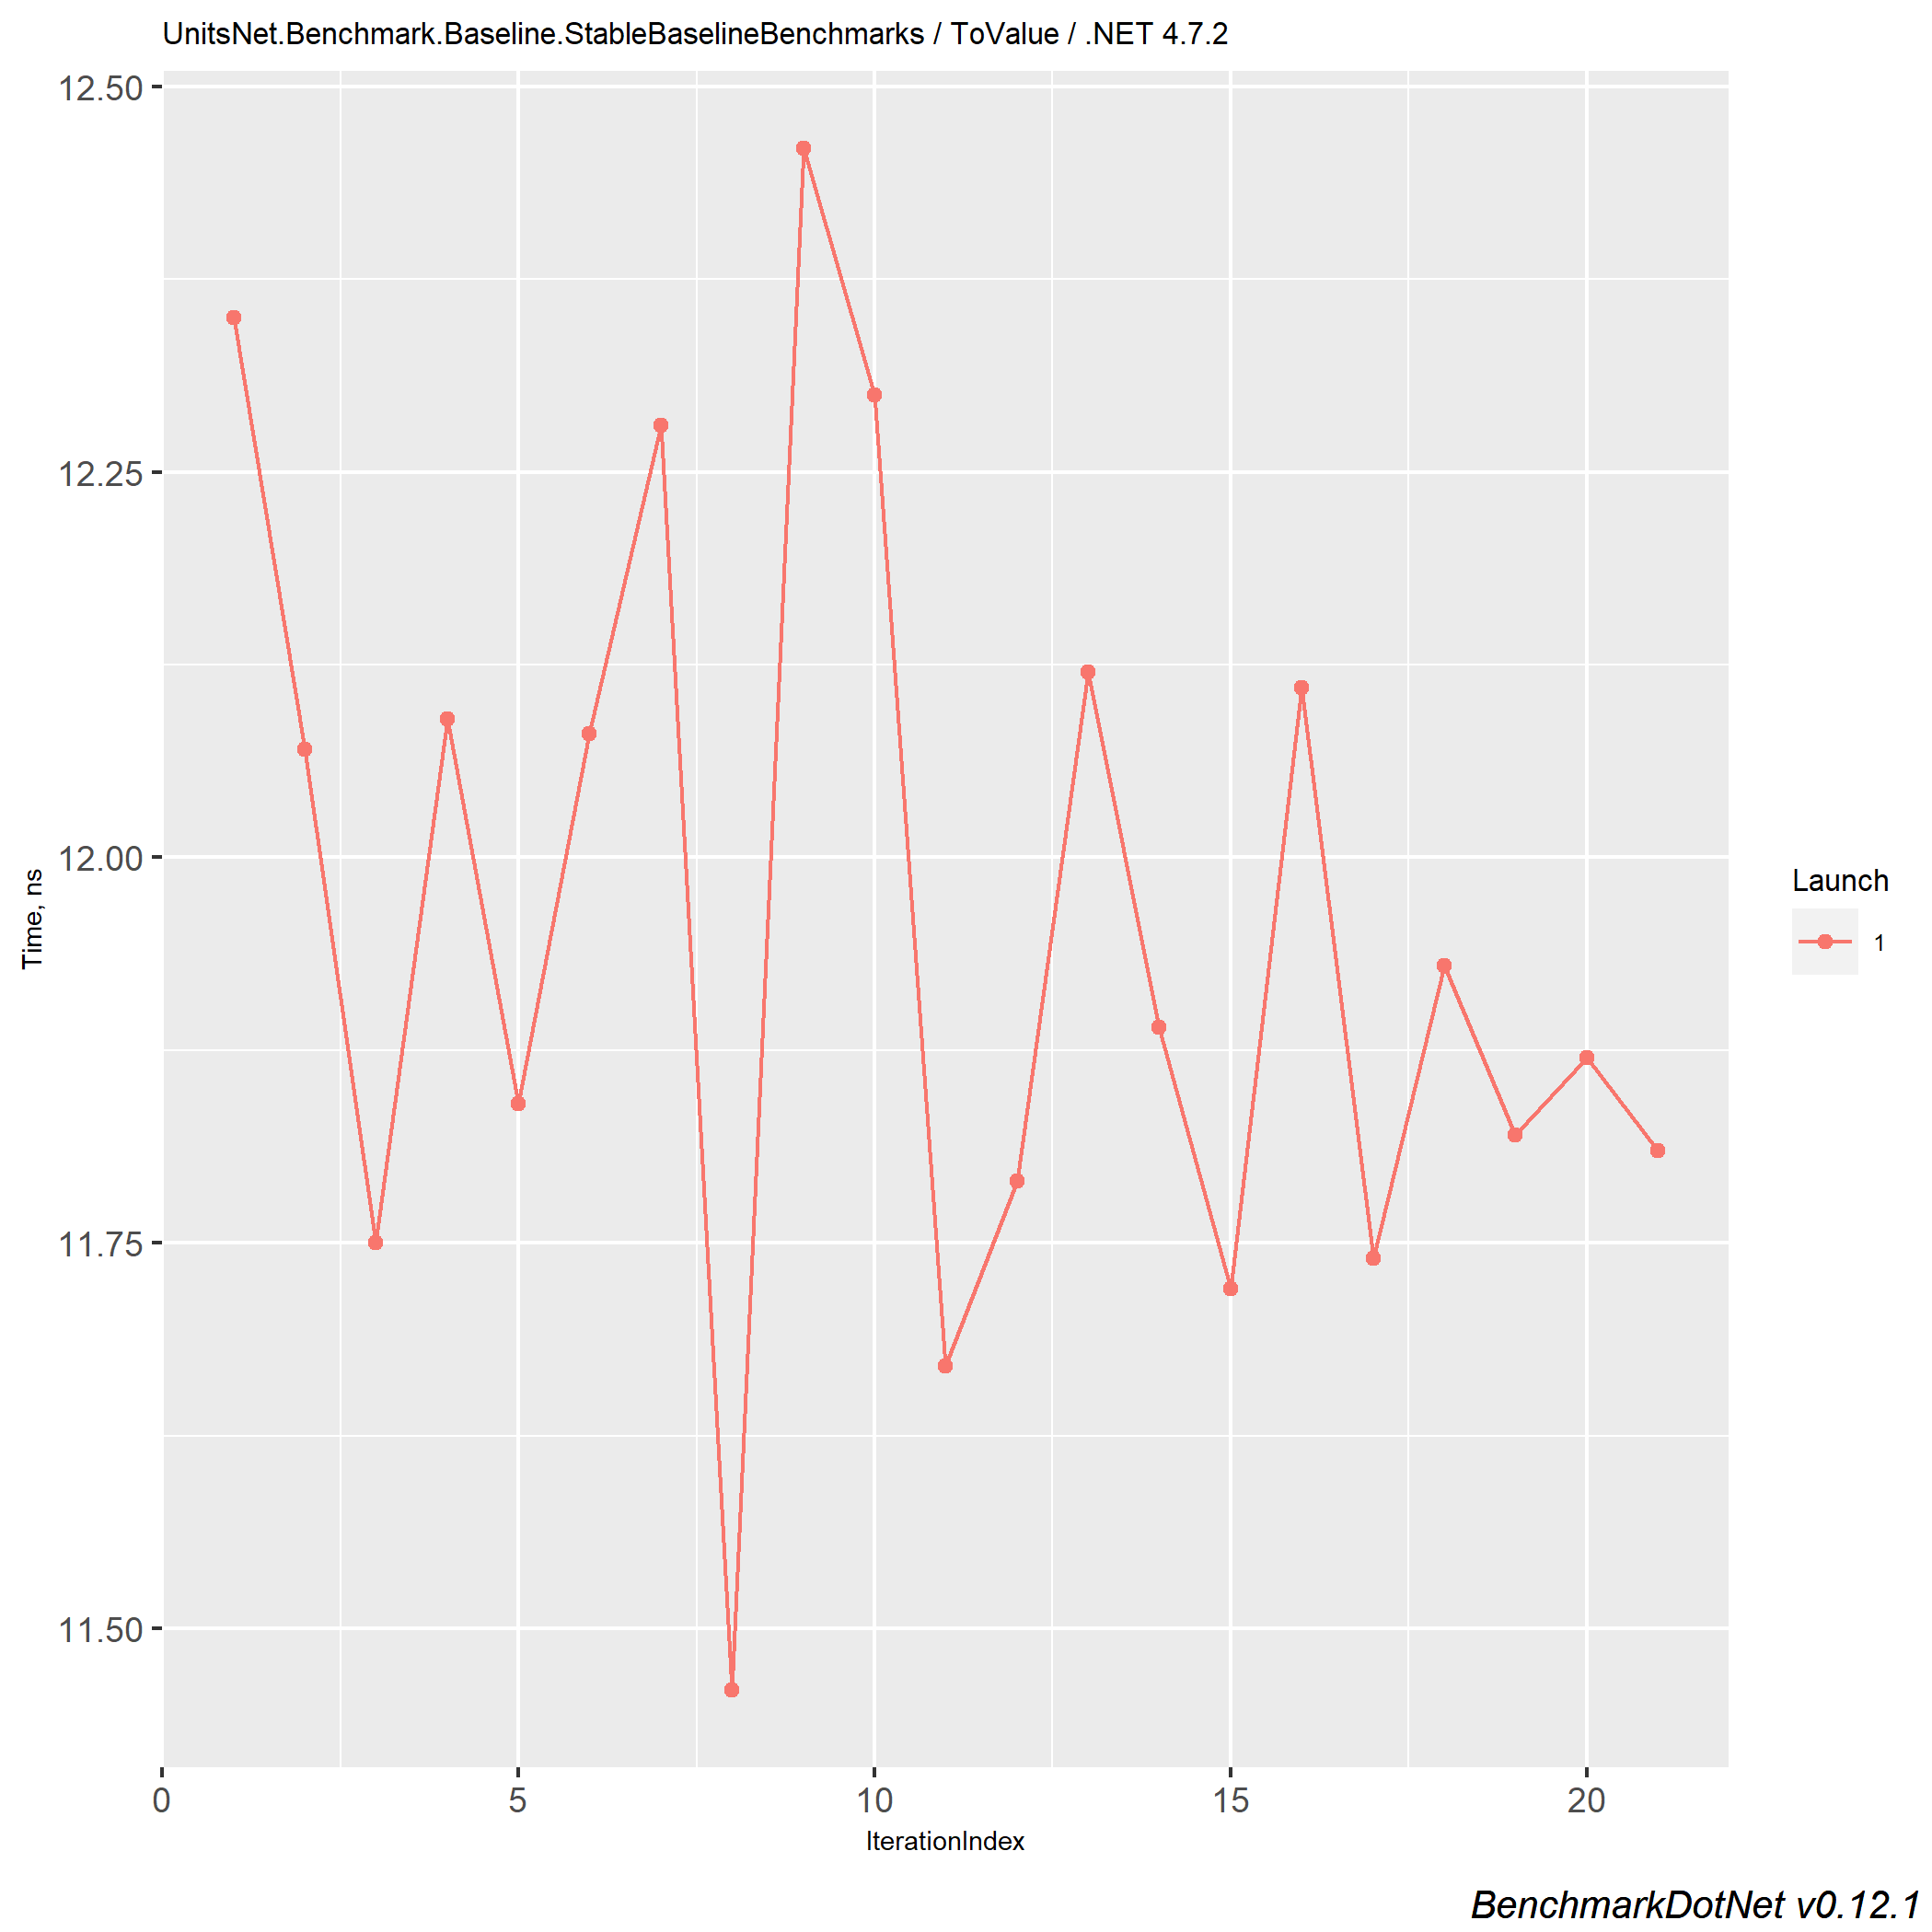 UnitsNet.Benchmark.Baseline.StableBaselineBenchmarks / ToValue / .NET 4.7.2
12.50
12.25
12.00
11.75
11.50
Time, ns
0 5 10 15 20
IterationIndex
Launch
1
BenchmarkDotNet v0.12.1